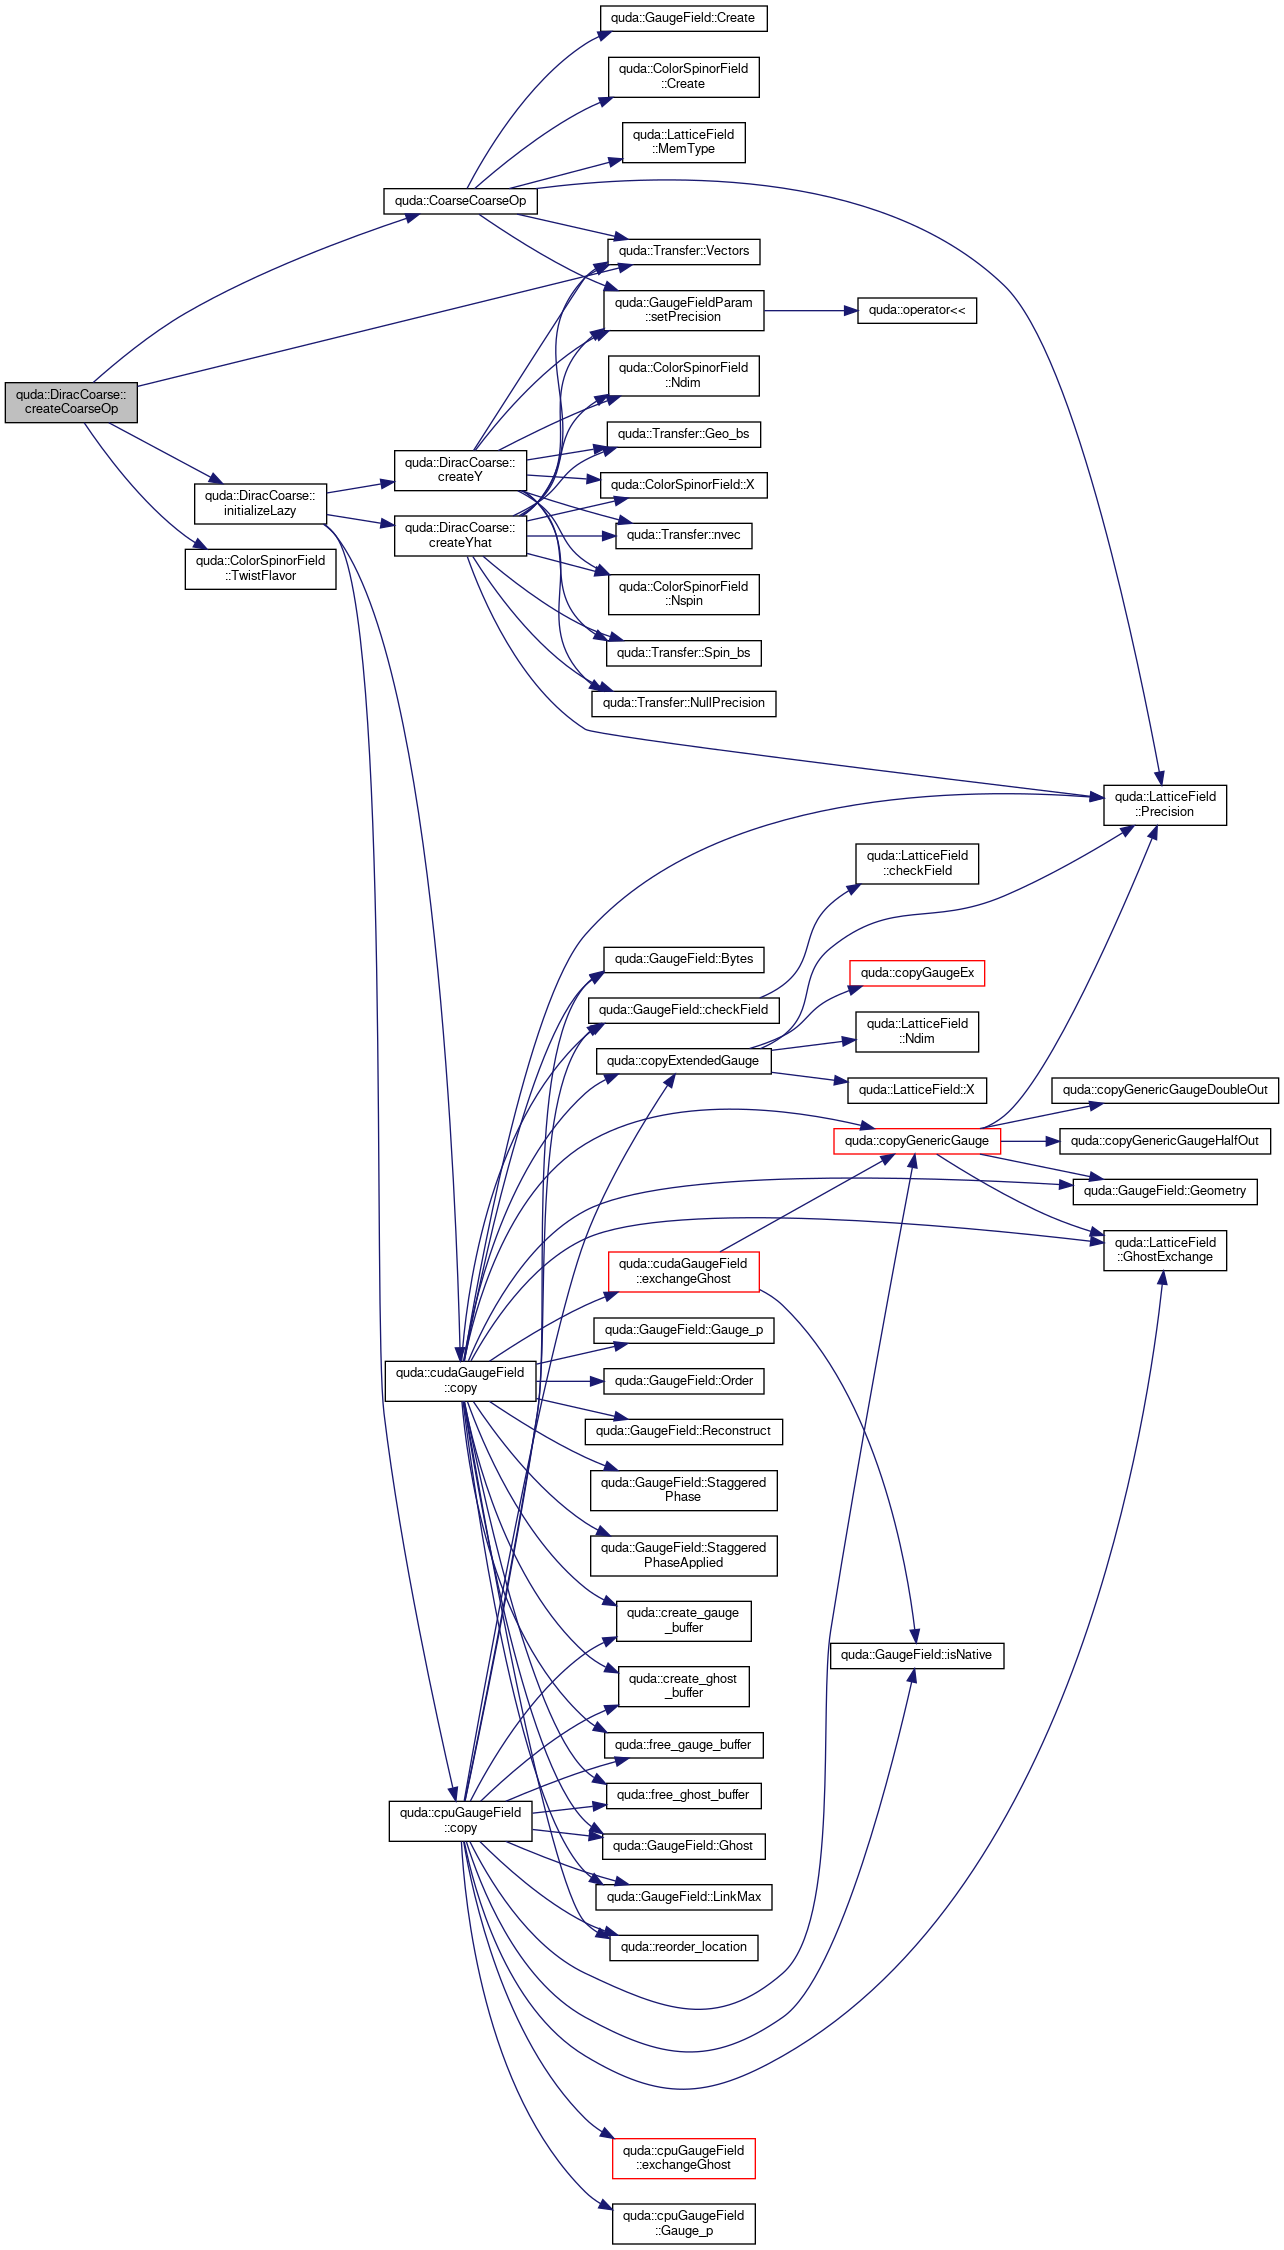 quda::GaugeField::Create
quda::ColorSpinorField
::Create
quda::LatticeField
::MemType
quda::CoarseCoarseOp
quda::Transfer::Vectors
quda::GaugeFieldParam
::setPrecision
quda::operator<<
quda::ColorSpinorField
::Ndim
quda::DiracCoarse::
createCoarseOp
quda::Transfer::Geo_bs
quda::DiracCoarse::
createY
quda::ColorSpinorField::X
quda::DiracCoarse::
initializeLazy
quda::DiracCoarse::
createYhat
quda::Transfer::nvec
quda::ColorSpinorField
::TwistFlavor
quda::ColorSpinorField
::Nspin
quda::Transfer::Spin_bs
quda::Transfer::NullPrecision
quda::LatticeField
::Precision
quda::LatticeField
::checkField
quda::GaugeField::Bytes
quda::copyGaugeEx
quda::GaugeField::checkField
quda::LatticeField
::Ndim
quda::copyExtendedGauge
quda::LatticeField::X
quda::copyGenericGaugeDoubleOut
quda::copyGenericGauge
quda::copyGenericGaugeHalfOut
quda::GaugeField::Geometry
quda::LatticeField
::GhostExchange
quda::cudaGaugeField
::exchangeGhost
quda::GaugeField::Gauge_p
quda::cudaGaugeField
::copy
quda::GaugeField::Order
quda::GaugeField::Reconstruct
quda::GaugeField::Staggered
Phase
quda::GaugeField::Staggered
PhaseApplied
quda::create_gauge
_buffer
quda::GaugeField::isNative
quda::create_ghost
_buffer
quda::free_gauge_buffer
quda::free_ghost_buffer
quda::cpuGaugeField
::copy
quda::GaugeField::Ghost
quda::GaugeField::LinkMax
quda::reorder_location
quda::cpuGaugeField
::exchangeGhost
quda::cpuGaugeField
::Gauge_p